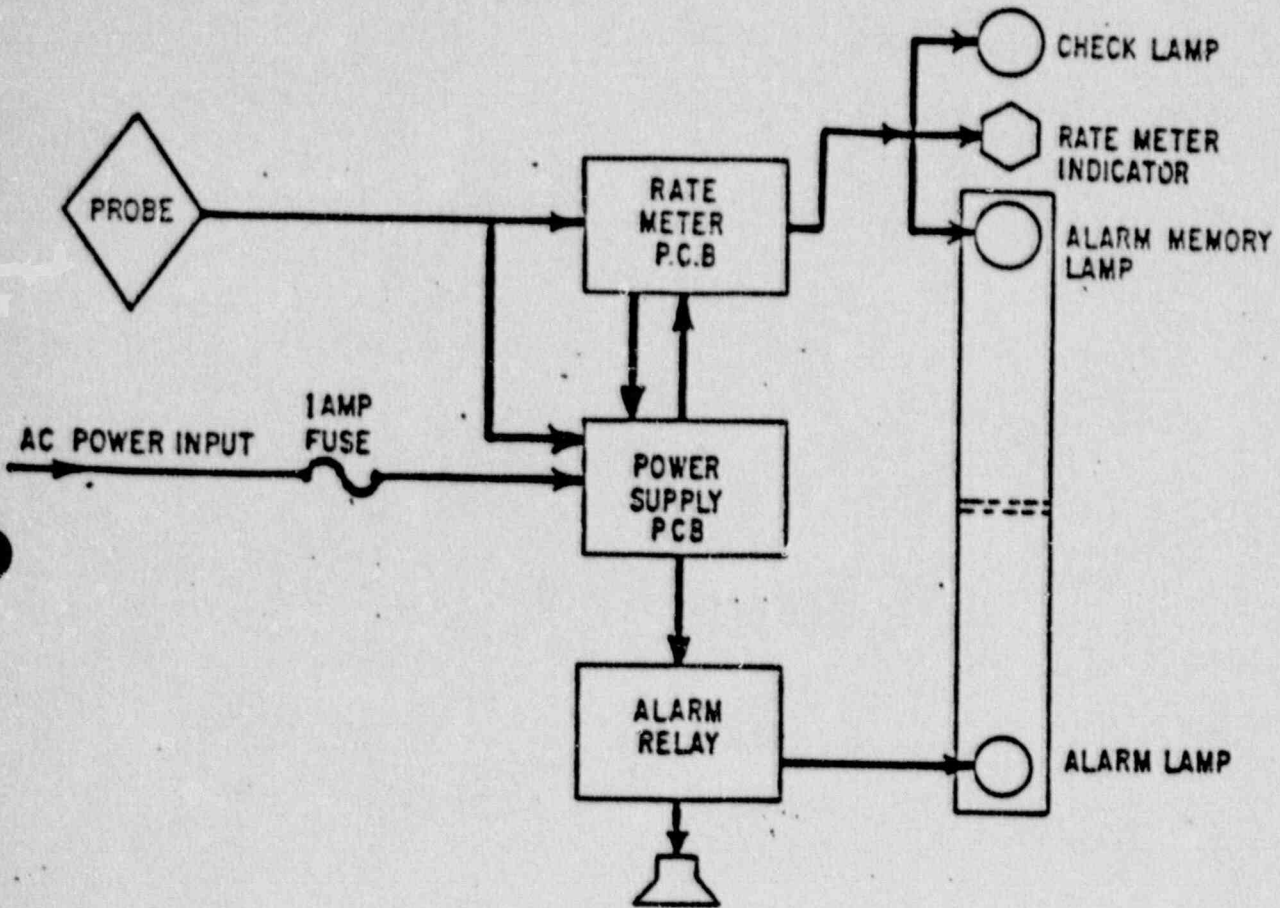 CHECK LAMP
RATE METER
INDICATOR
PROBE
RATE
METER
P.C.B
ALARM MEMORY
LAMP
1 AMP
FUSE
AC POWER INPUT
POWER
SUPPLY
PCB
ALARM
RELAY
ALARM LAMP